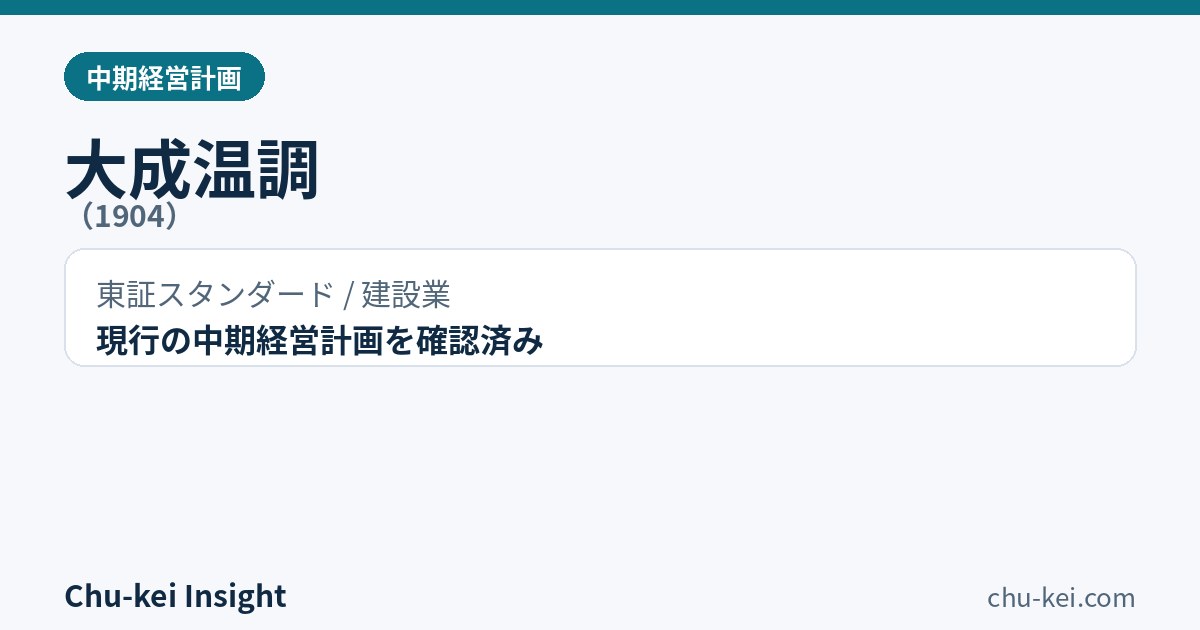 中期経営計画
大成温調
（1904）
東証スタンダード / 建設業
現行の中期経営計画を確認済み
Chu-kei Insight
chu-kei.com